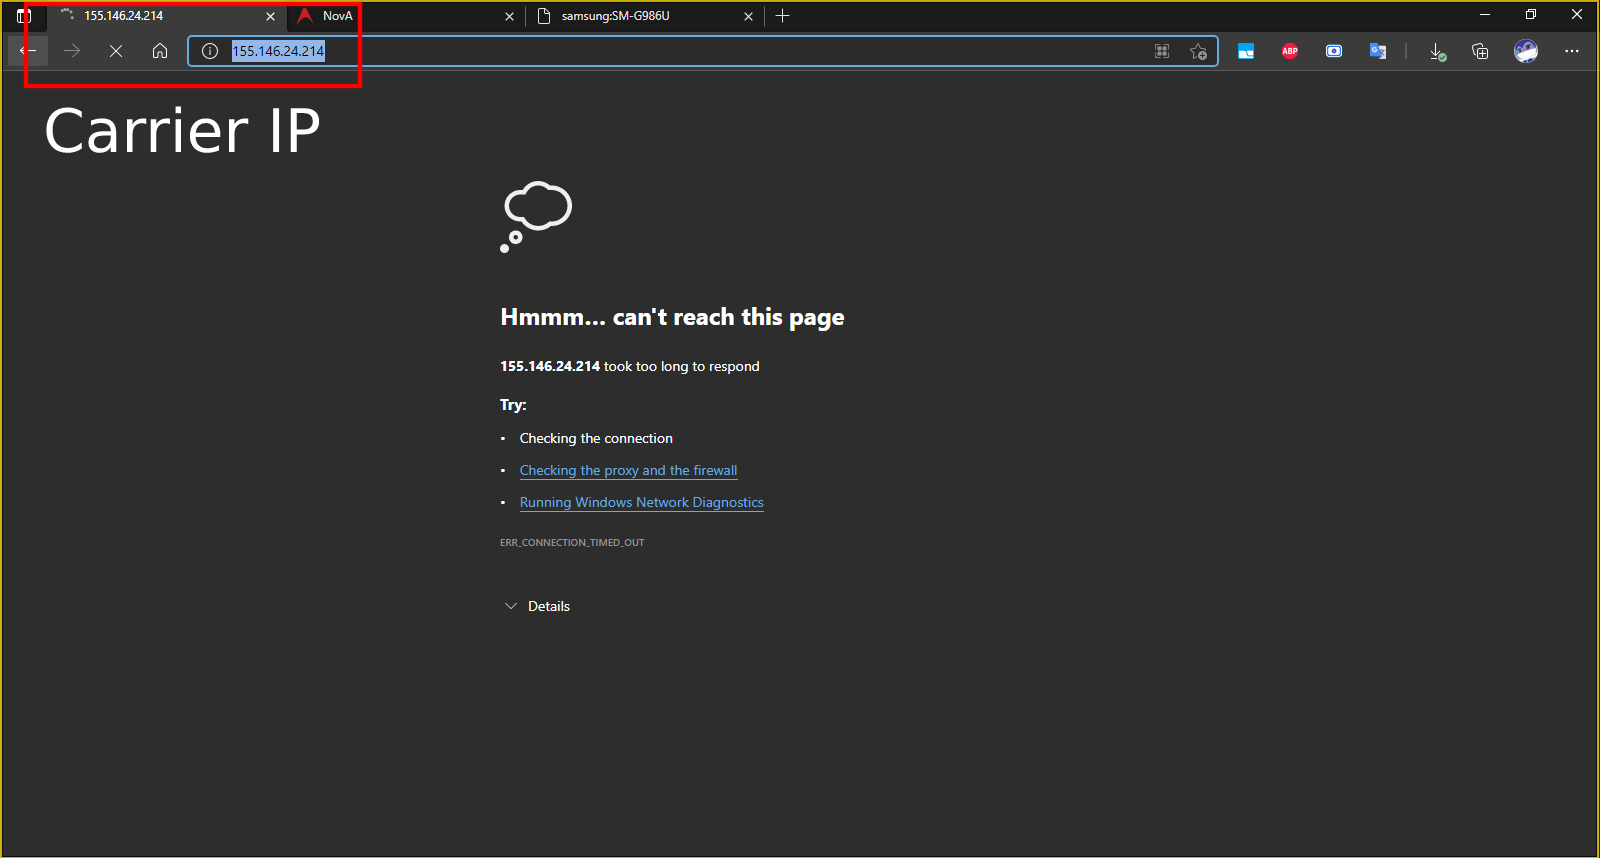 155.146.24.214
NovA
samsung:SM-G986U
155.146.24.214
ABP
G
Carrier IP
Hmmm... can't reach this page
155.146.24.214 took too long to respond
Try:
• Checking the connection
• Checking the proxy and the firewall
• Running Windows Network Diagnostics
ERR_CONNECTION_TIMED_OUT
Details